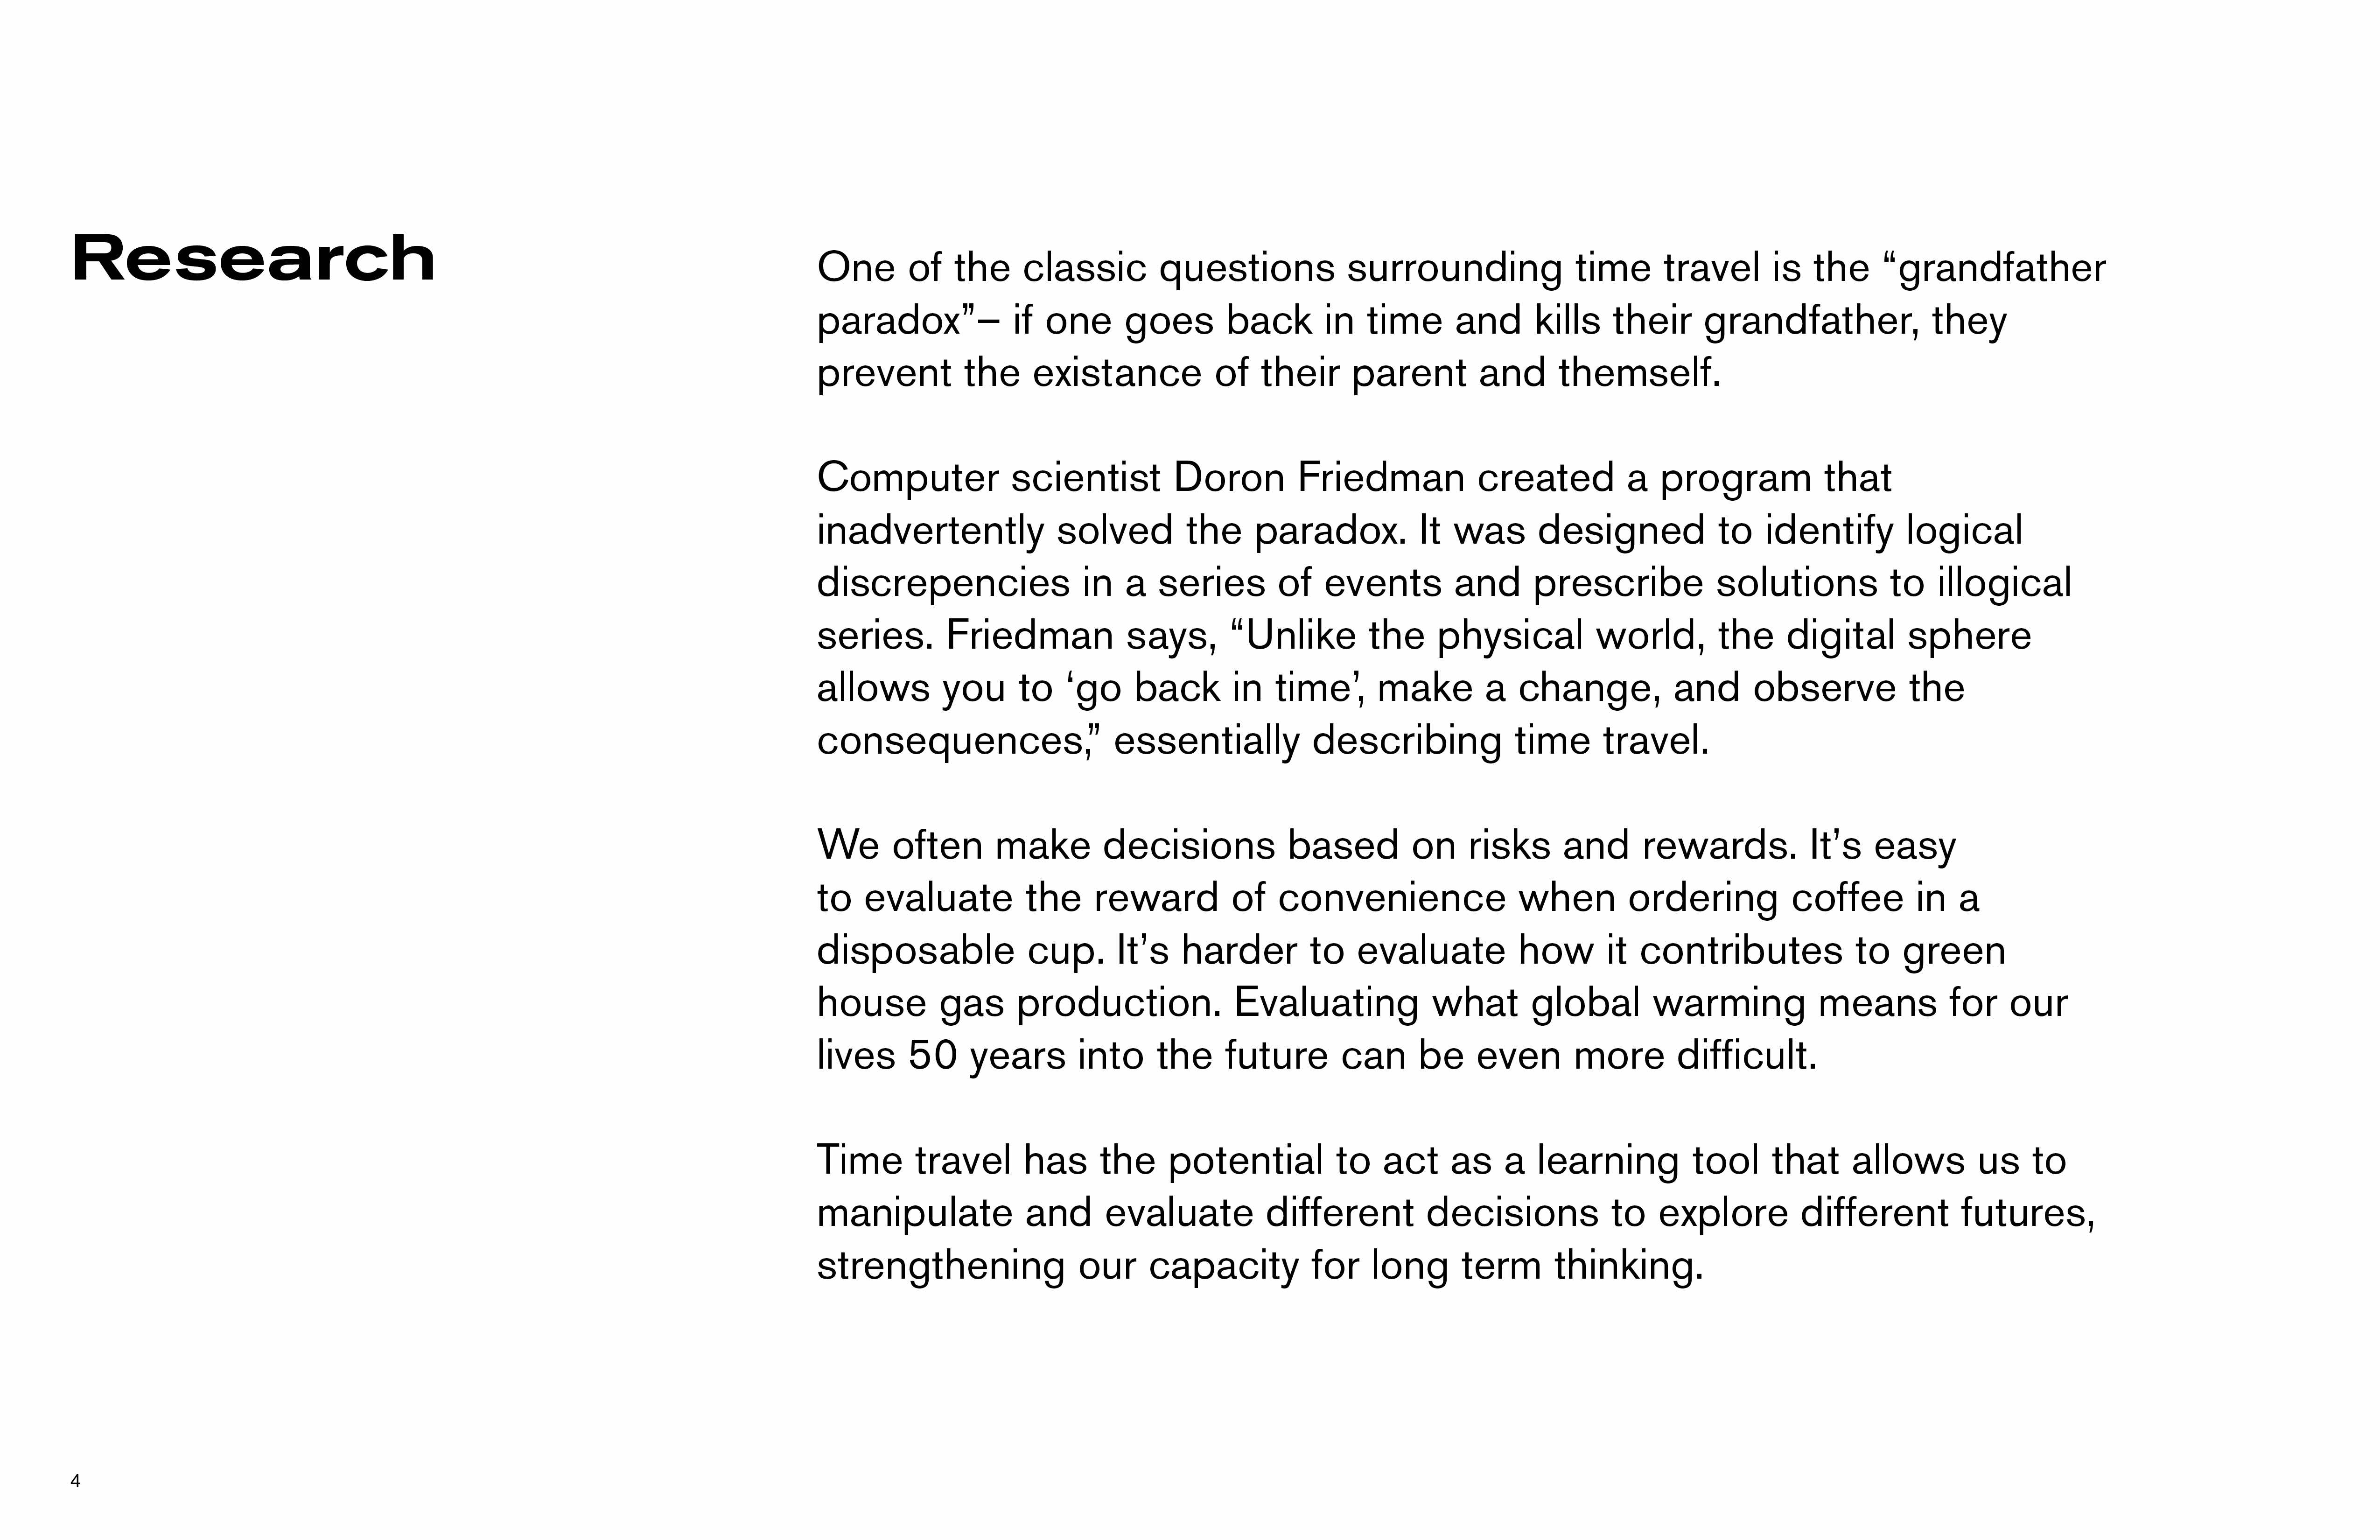 Research
One of the classic questions surrounding time travel is the “grandfather
paradox”– if one goes back in time and kills their grandfather, they
prevent the existance of their parent and themself.
Computer scientist Doron Friedman created a program that
inadvertently solved the paradox. It was designed to identify logical
discrepencies in a series of events and prescribe solutions to illogical
series. Friedman says, “Unlike the physical world, the digital sphere
allows you to ‘go back in time’, make a change, and observe the
consequences,” essentially describing time travel.
We often make decisions based on risks and rewards. It’s easy
to evaluate the reward of convenience when ordering coffee in a
disposable cup. It’s harder to evaluate how it contributes to green
house gas production. Evaluating what global warming means for our
lives 50 years into the future can be even more difficult.
Time travel has the potential to act as a learning tool that allows us to
manipulate and evaluate different decisions to explore different futures,
strengthening our capacity for long term thinking.
4